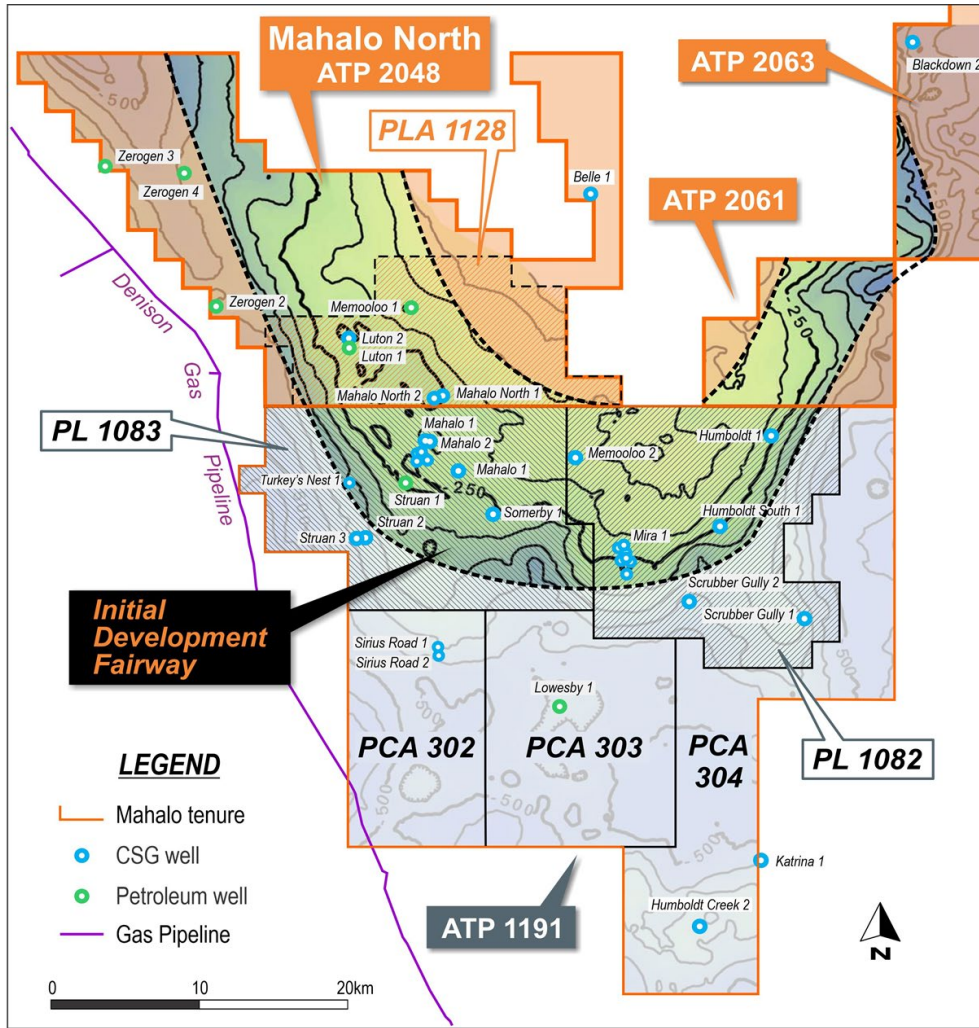 Mahalo North
ATP 2048
ATP 2063
Blackdown 2
-500
PLA 1128
Zerogen 3
Zerogen 4
Belle 1
ATP 2061
-500
Denison
Gas
Pipeline
Zerogen 2
Memooloo 1
-250
Luton 2
Luton 1
Mahalo North 2
Mahalo North 1
PL 1083
Mahalo 1
Mahalo 2
Humboldt 1
Memooloo 2
Mahalo 1
Turkey's Nest 1
Struan 1
-250
Somerby 1
Humboldt South 1
Struan 2
Struan 3
Mira 1
Scrubber Gully 2
Scrubber Gully 1
Initial
Development
Fairway
Sirius Road 1
Sirius Road 2
Lowesby 1
PCA 302
PCA 303
PCA
304
PL 1082
-500
-500
-500
LEGEND
Mahalo tenure
CSG well
Petroleum well
Gas Pipeline
Katrina 1
Humboldt Creek 2
ATP 1191
N
0 10 20km